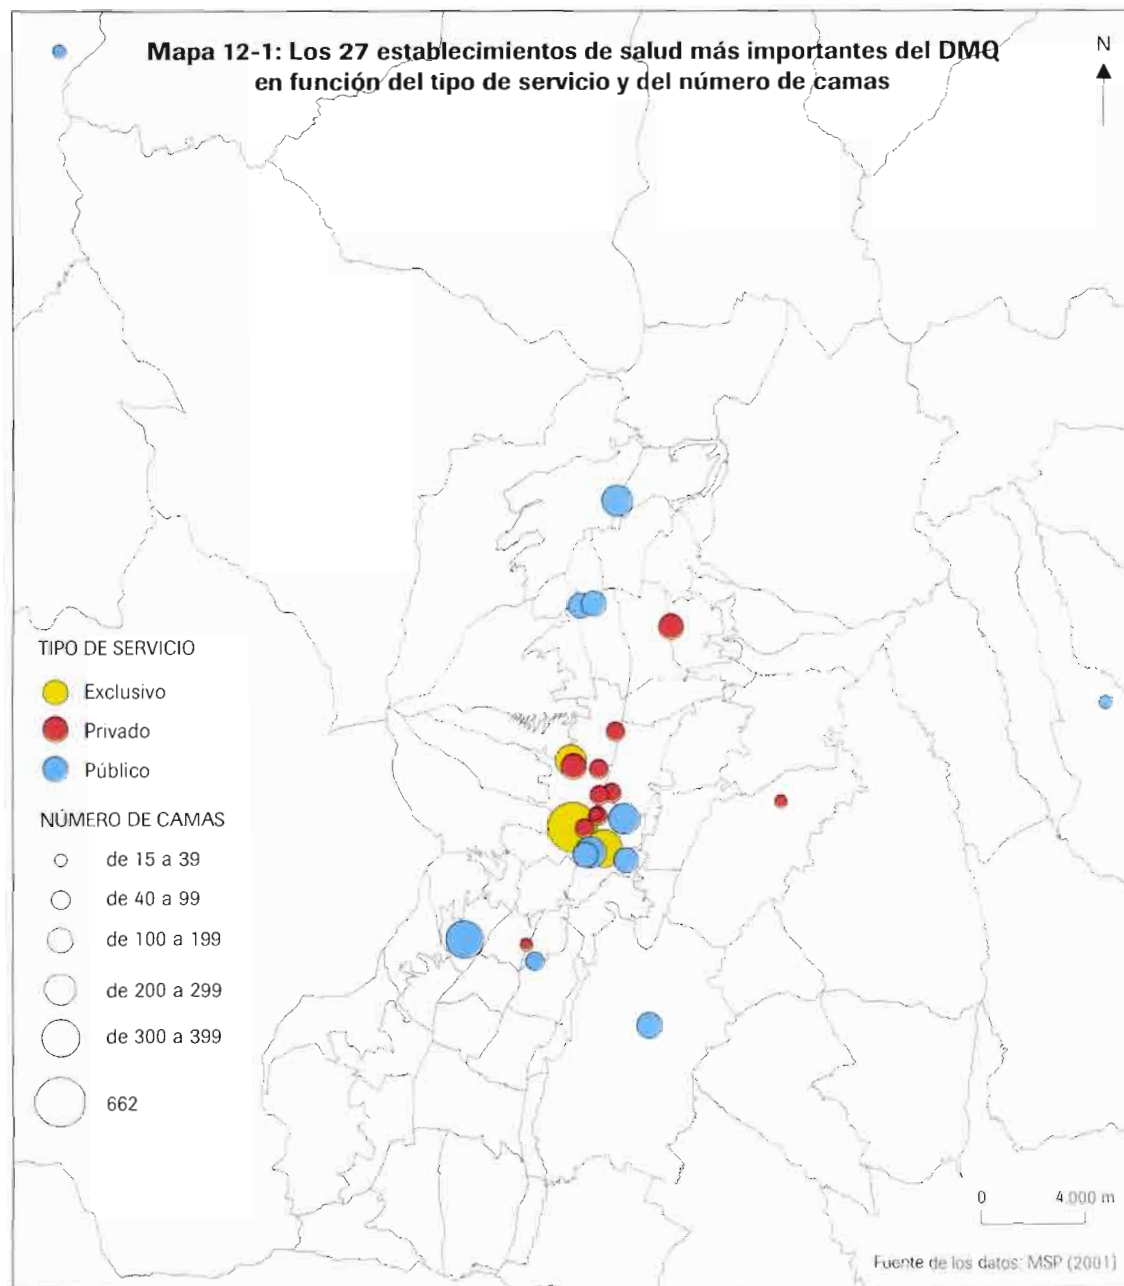 Mapa 12-1: Los 27 establecimientos de salud más importantes del DMQ
en función del tipo de servicio y del número de camas
N
TIPO DE SERVICIO
Exclusivo
Privado
Público
NÚMERO DE CAMAS
de 15 a 39
de 40 a 99
de 100 a 199
de 200 a 299
de 300 a 399
662
0 4.000 m
Fuente de los datos: MSP (2001)